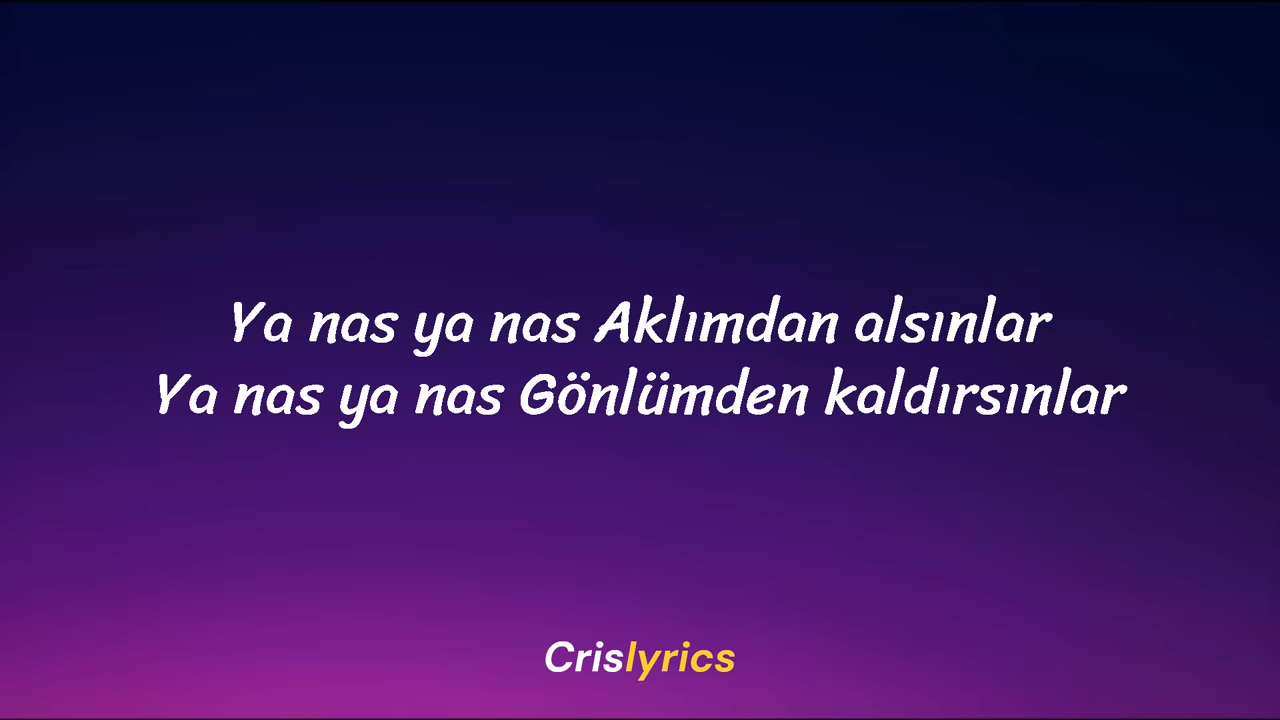 Ya nas ya nas Aklımdan alsınlar
Ya nas ya nas Gönlümden kaldırsınlar
Crislyrics